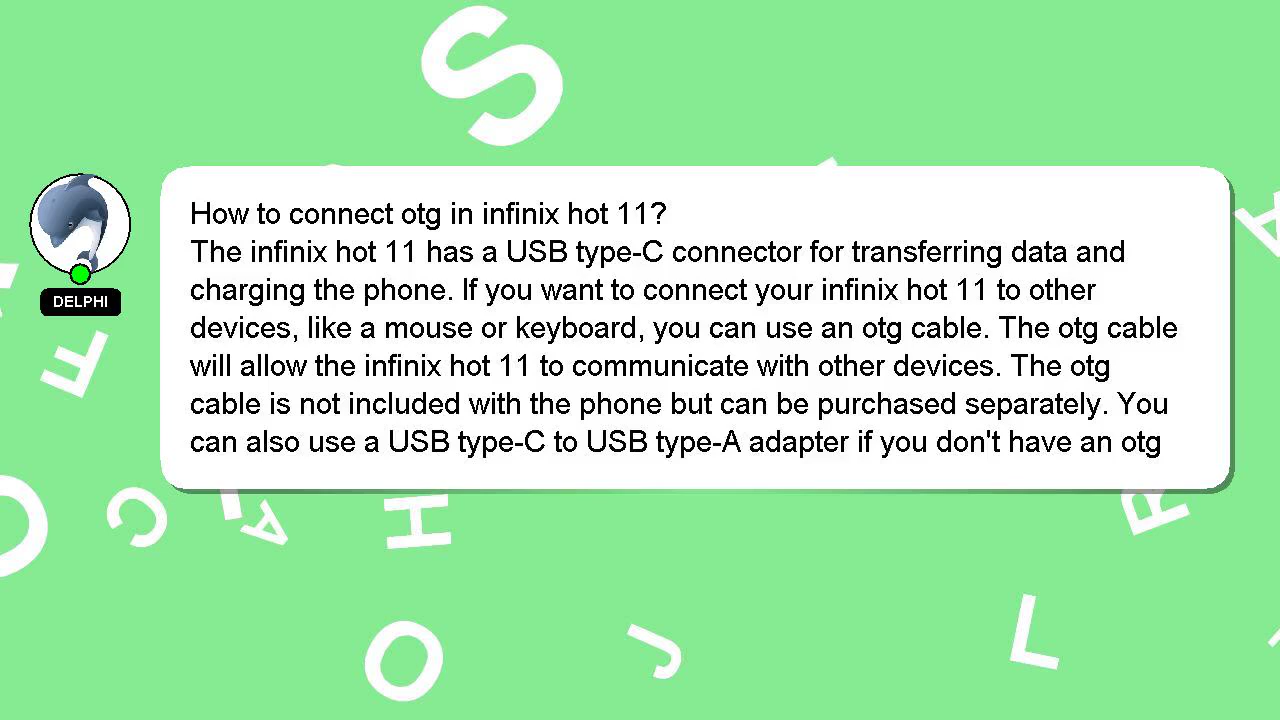 How to connect otg in infinix hot 11?
The infinix hot 11 has a USB type-C connector for transferring data and
charging the phone. If you want to connect your infinix hot 11 to other
devices, like a mouse or keyboard, you can use an otg cable. The otg cable
will allow the infinix hot 11 to communicate with other devices. The otg
cable is not included with the phone but can be purchased separately. You
can also use a USB type-C to USB type-A adapter if you don't have an otg
DELPHI
S
A
F
C
A
H
R
O
J
L